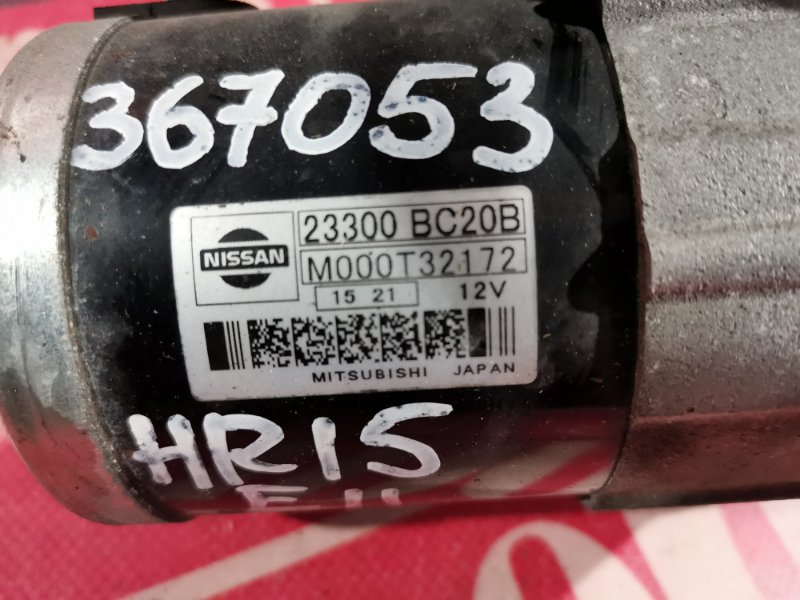 367053
NISSAN
23300 BC20B
M000T32172
15 21 12V
MITSUBISHI JAPAN
HR15